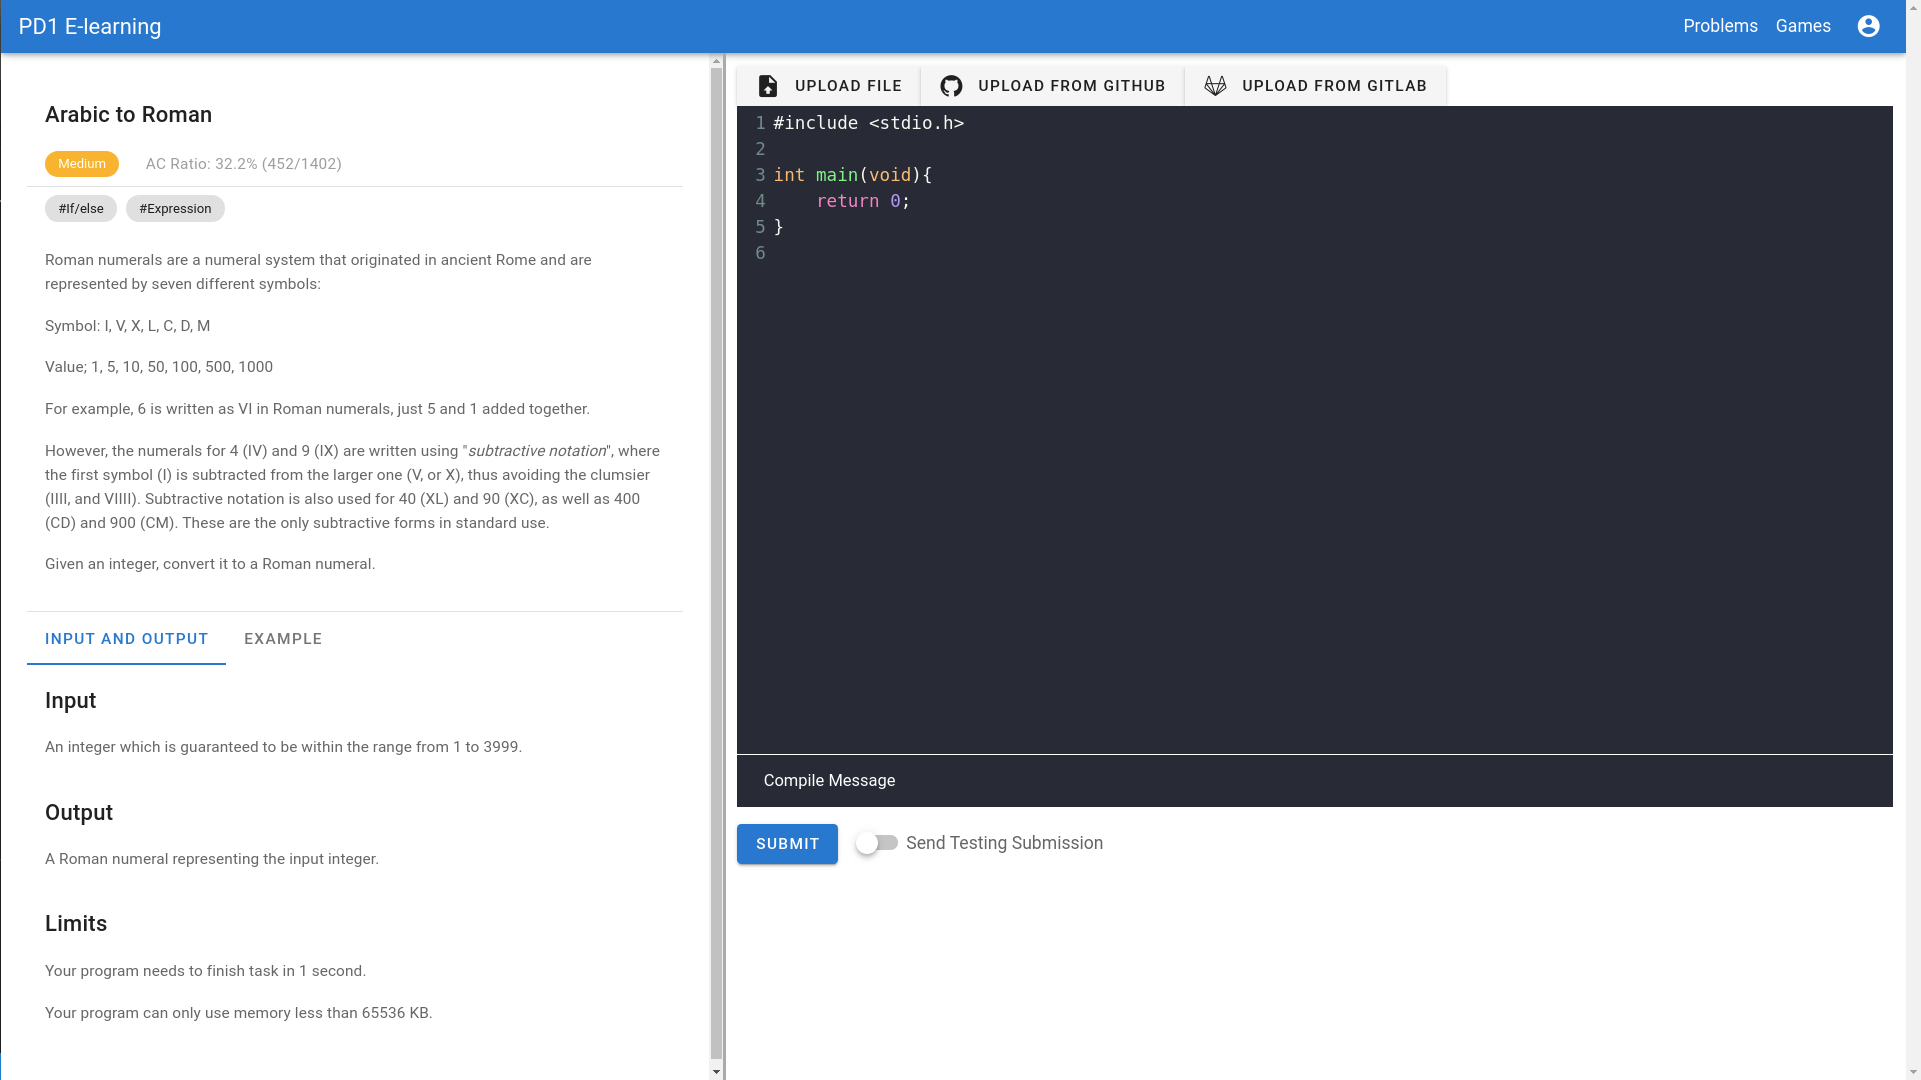 PD1 E-learning
Problems Games
Arabic to Roman
Medium AC Ratio: 32.2% (452/1402)
#If/else #Expression
Roman numerals are a numeral system that originated in ancient Rome and are
represented by seven different symbols:
Symbol: I, V, X, L, C, D, M
Value; 1, 5, 10, 50, 100, 500, 1000
For example, 6 is written as VI in Roman numerals, just 5 and 1 added together.
However, the numerals for 4 (IV) and 9 (IX) are written using "subtractive notation", where
the first symbol (I) is subtracted from the larger one (V, or X), thus avoiding the clumsier
(IIII, and VIIII). Subtractive notation is also used for 40 (XL) and 90 (XC), as well as 400
(CD) and 900 (CM). These are the only subtractive forms in standard use.
Given an integer, convert it to a Roman numeral.
INPUT AND OUTPUT EXAMPLE
Input
An integer which is guaranteed to be within the range from 1 to 3999.
Output
A Roman numeral representing the input integer.
Limits
Your program needs to finish task in 1 second.
Your program can only use memory less than 65536 KB.
UPLOAD FILE UPLOAD FROM GITHUB UPLOAD FROM GITLAB
1 #include <stdio.h>
2
3 int main(void){
4     return 0;
5 }
6
Compile Message
SUBMIT Send Testing Submission